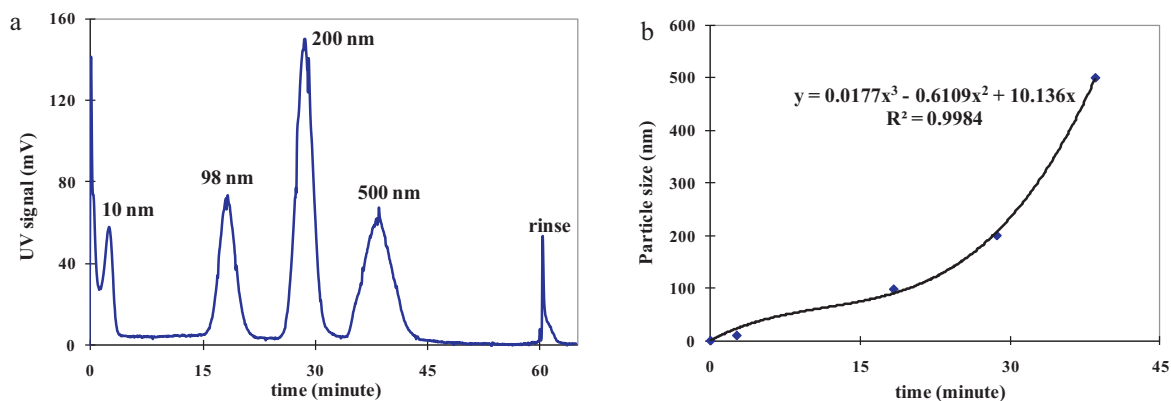 a
160
120
80
40
0
UV signal (mV)
10 nm
98 nm
200 nm
500 nm
rinse
0 15 30 45 60
time (minute)
b
600
500
400
300
200
100
0
Particle size (nm)
y = 0.0177x³ - 0.6109x² + 10.136x
R² = 0.9984
0 15 30 45
time (minute)